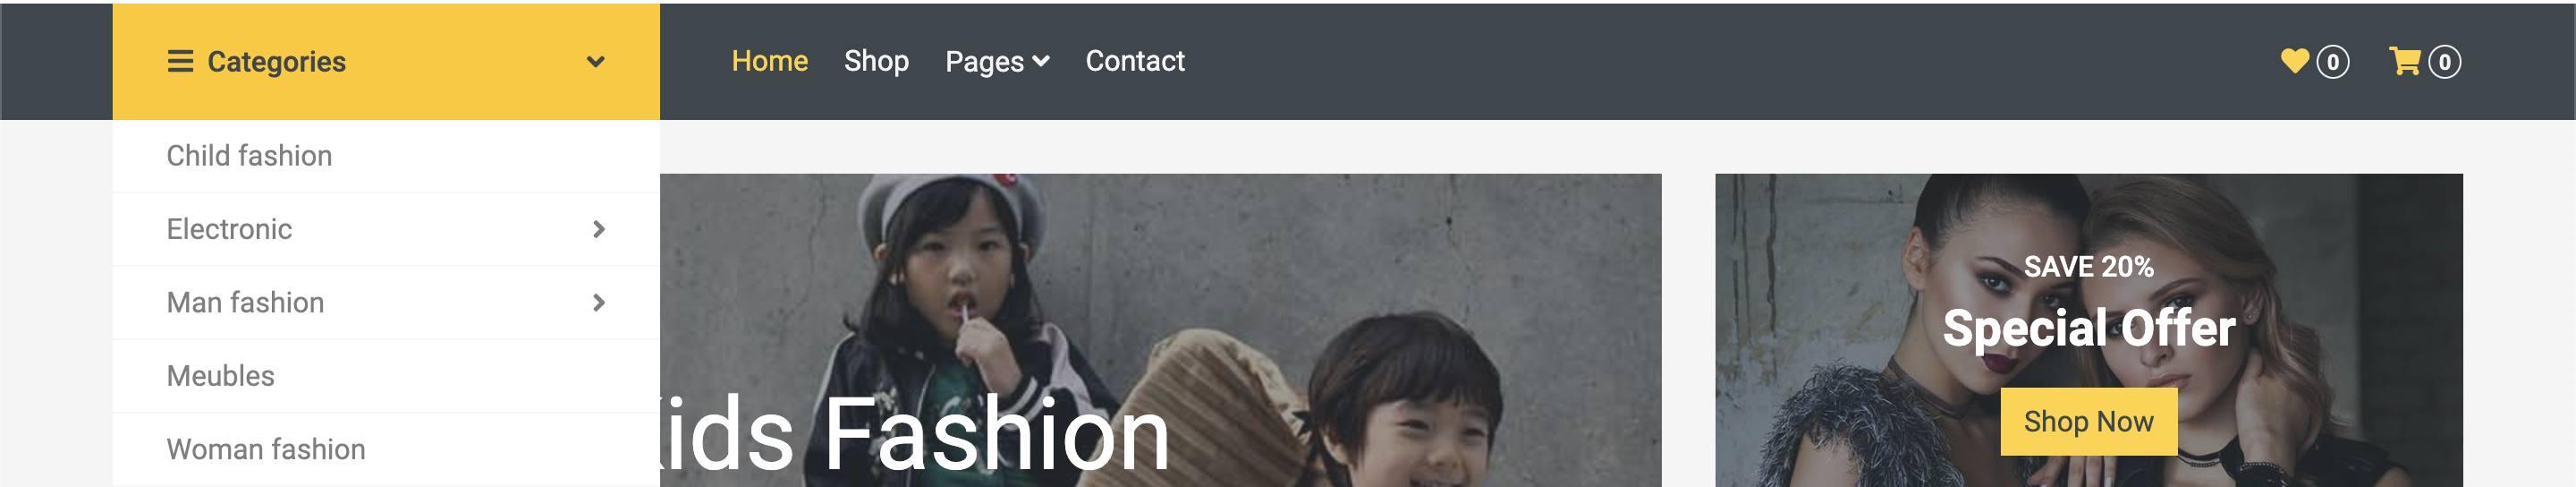 Categories
Home
Shop
Pages
Contact
0
0
Child fashion
Electronic
Man fashion
Meubles
Woman fashion
ids Fashion
SAVE 20%
Special Offer
Shop Now